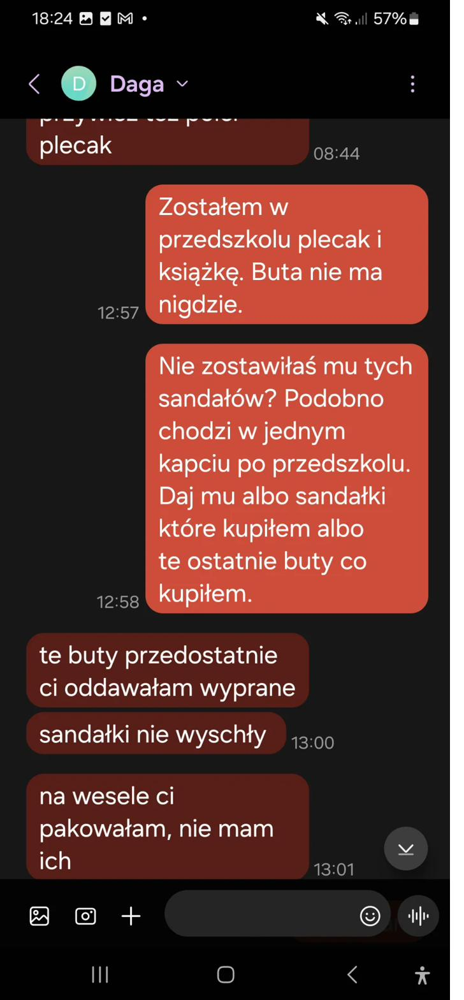 18:24
57%
D
Daga
plecak
08:44
Zostałem w
przedszkolu plecak i
książkę. Buta nie ma
nigdzie.
12:57
Nie zostawiłaś mu tych
sandałów? Podobno
chodzi w jednym
kapciu po przedszkolu.
Daj mu albo sandałki
które kupiłem albo
te ostatnie buty co
kupiłem.
12:58
te buty przedostatnie
ci oddawałam wyprane
sandałki nie wyschły
13:00
na wesele ci
pakowałam, nie mam
ich
13:01